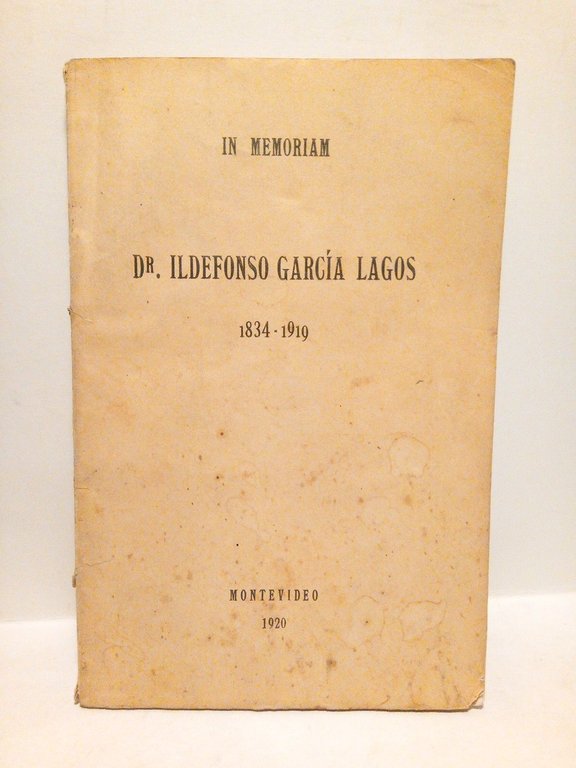 IN MEMORIAM
DR. ILDEFONSO GARCÍA LAGOS
1834-1919
MONTEVIDEO
1920